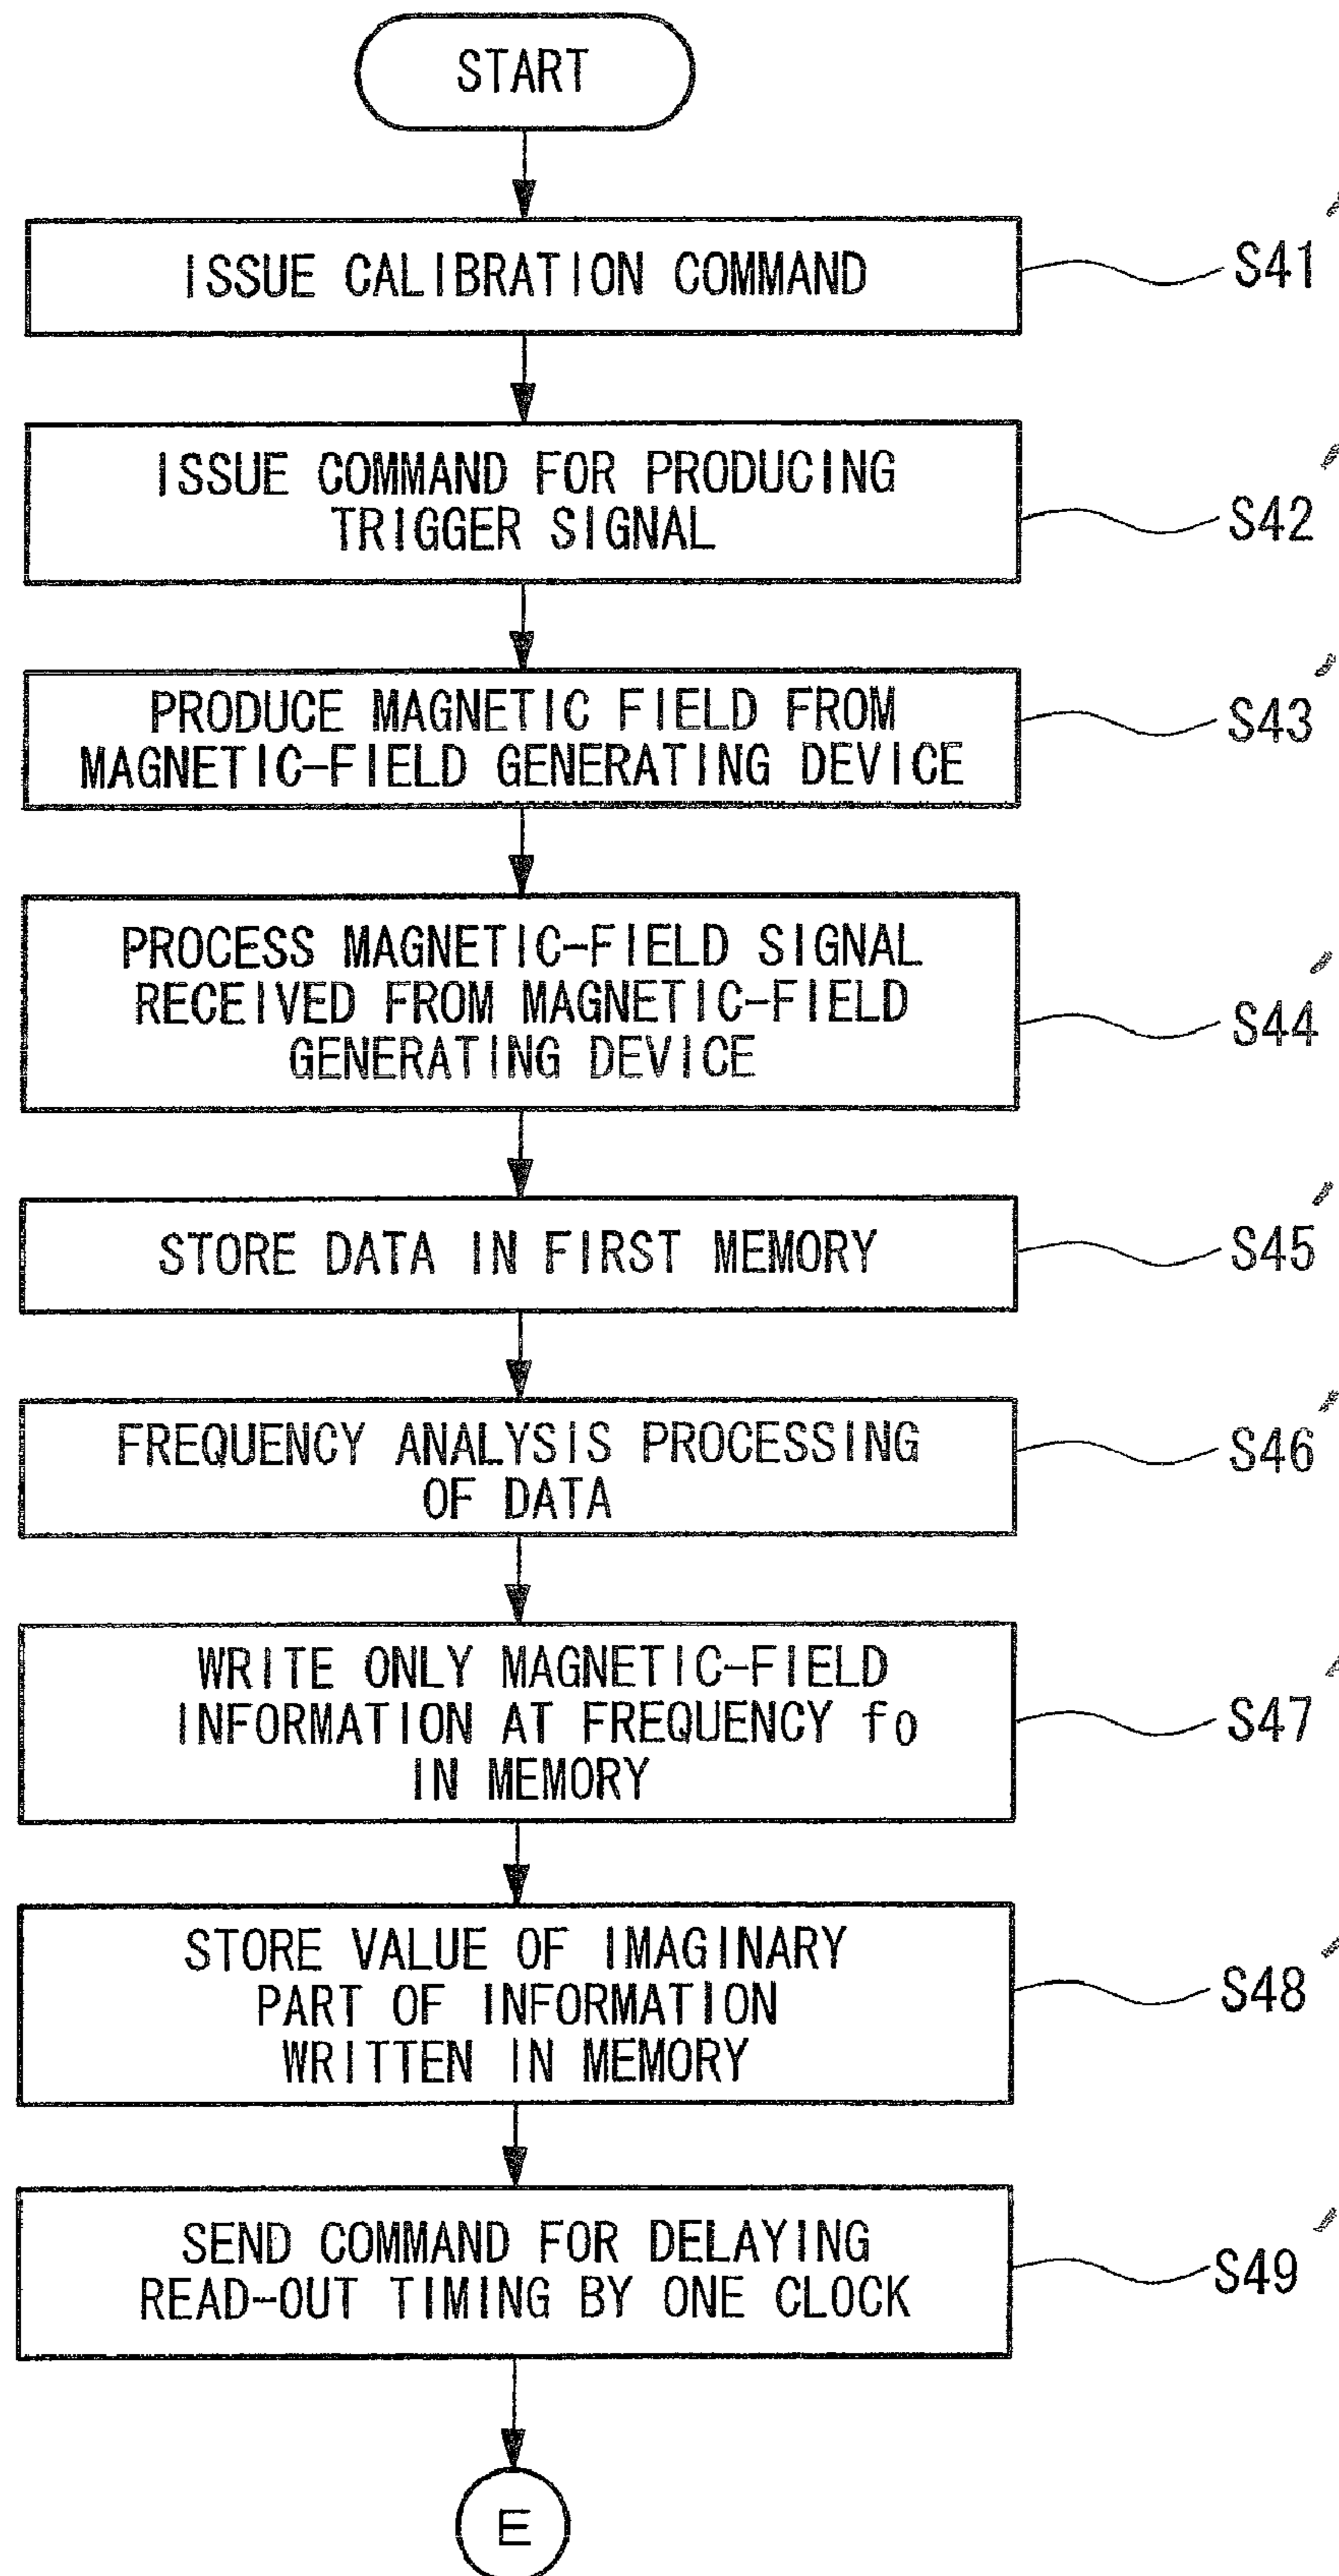 START
ISSUE CALIBRATION COMMAND
S41
ISSUE COMMAND FOR PRODUCING
TRIGGER SIGNAL
S42
PRODUCE MAGNETIC FIELD FROM
MAGNETIC-FIELD GENERATING DEVICE
S43
PROCESS MAGNETIC-FIELD SIGNAL
RECEIVED FROM MAGNETIC-FIELD
GENERATING DEVICE
S44
STORE DATA IN FIRST MEMORY
S45
FREQUENCY ANALYSIS PROCESSING
OF DATA
S46
WRITE ONLY MAGNETIC-FIELD
INFORMATION AT FREQUENCY f0
IN MEMORY
S47
STORE VALUE OF IMAGINARY
PART OF INFORMATION
WRITTEN IN MEMORY
S48
SEND COMMAND FOR DELAYING
READ-OUT TIMING BY ONE CLOCK
S49
E